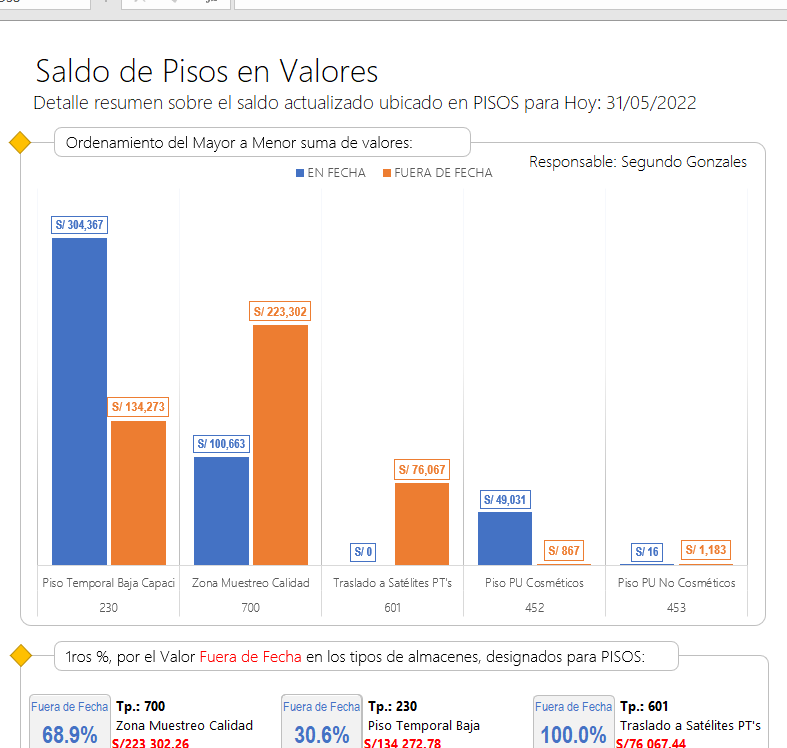 Saldo de Pisos en Valores
Detalle resumen sobre el saldo actualizado ubicado en PISOS para Hoy: 31/05/2022
Ordenamiento del Mayor a Menor suma de valores:
Responsable: Segundo Gonzales
EN FECHA FUERA DE FECHA
S/ 304,367
S/ 134,273
S/ 100,663
S/ 223,302
S/ 0
S/ 76,067
S/ 49,031
S/ 867
S/ 16
S/ 1,183
Piso Temporal Baja Capaci Zona Muestreo Calidad Traslado a Satélites PT's Piso PU Cosméticos Piso PU No Cosméticos
230 700 601 452 453
1ros %, por el Valor Fuera de Fecha en los tipos de almacenes, designados para PISOS:
Fuera de Fecha Tp.: 700
68.9% Zona Muestreo Calidad
S/223 302.26
Fuera de Fecha Tp.: 230
30.6% Piso Temporal Baja
S/134 272.78
Fuera de Fecha Tp.: 601
100.0% Traslado a Satélites PT's
S/76 067.44